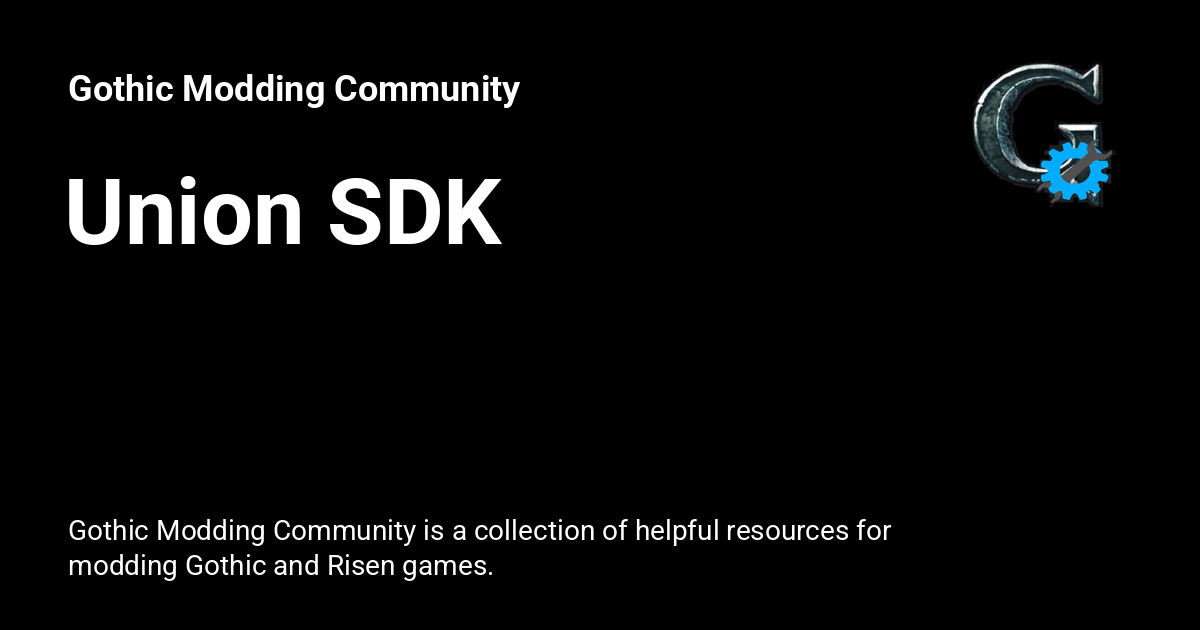 Gothic Modding Community
Union SDK
G
Gothic Modding Community is a collection of helpful resources for
modding Gothic and Risen games.